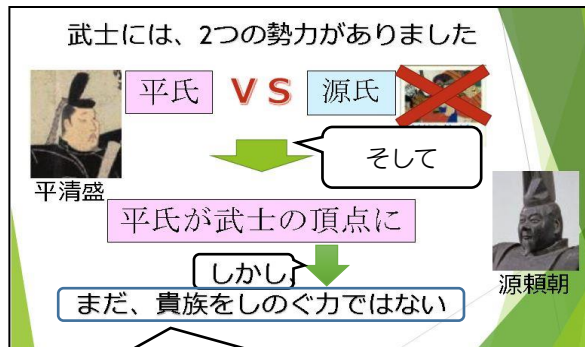 武士には、2つの勢力がありました
平氏 VS 源氏
そして
平清盛
平氏が武士の頂点に
源頼朝
しかし、
まだ、貴族をしのぐ力ではない